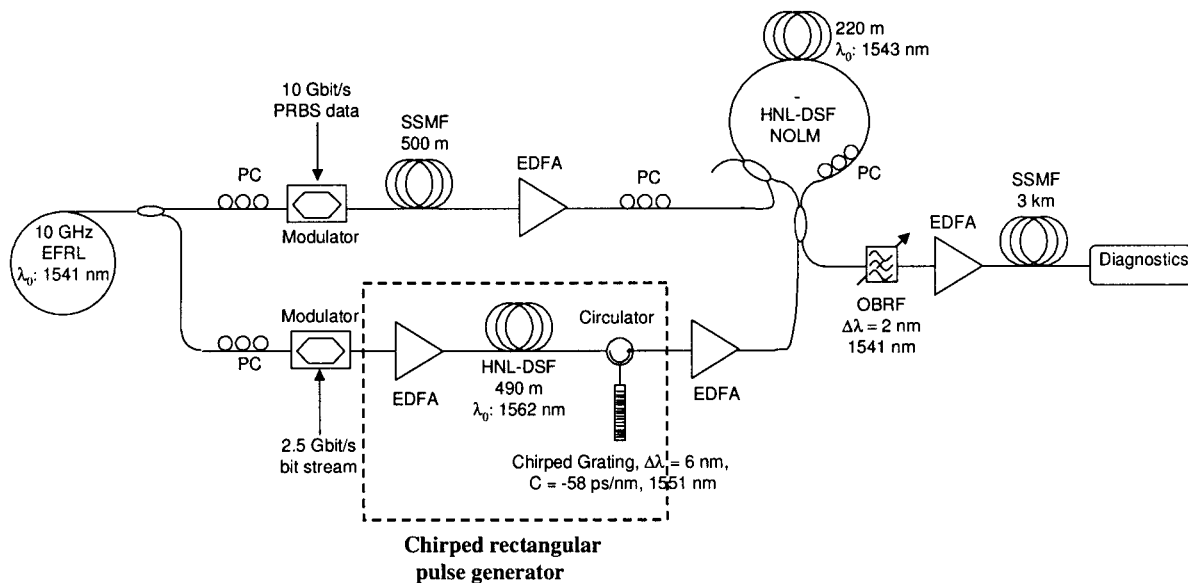 10 Gbit/s
PRBS data
PC
Modulator
SSMF
500 m
EDFA
PC
220 m
λ₀: 1543 nm
-
HNL-DSF
NOLM
PC
10 GHz
EFRL
λ₀: 1541 nm
PC
Modulator
2.5 Gbit/s
bit stream
EDFA
HNL-DSF
490 m
λ₀: 1562 nm
Circulator
Chirped Grating, Δλ = 6 nm,
C = -58 ps/nm, 1551 nm
EDFA
OBRF
Δλ = 2 nm
1541 nm
EDFA
SSMF
3 km
Diagnostics
Chirped rectangular
pulse generator